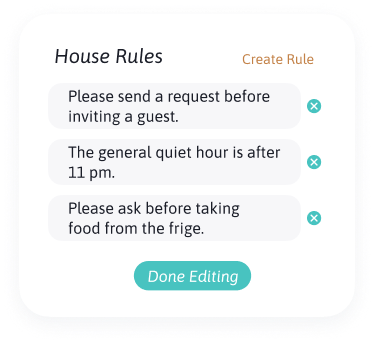 House Rules
Create Rule
Please send a request before
inviting a guest.
The general quiet hour is after
11 pm.
Please ask before taking
food from the frige.
Done Editing